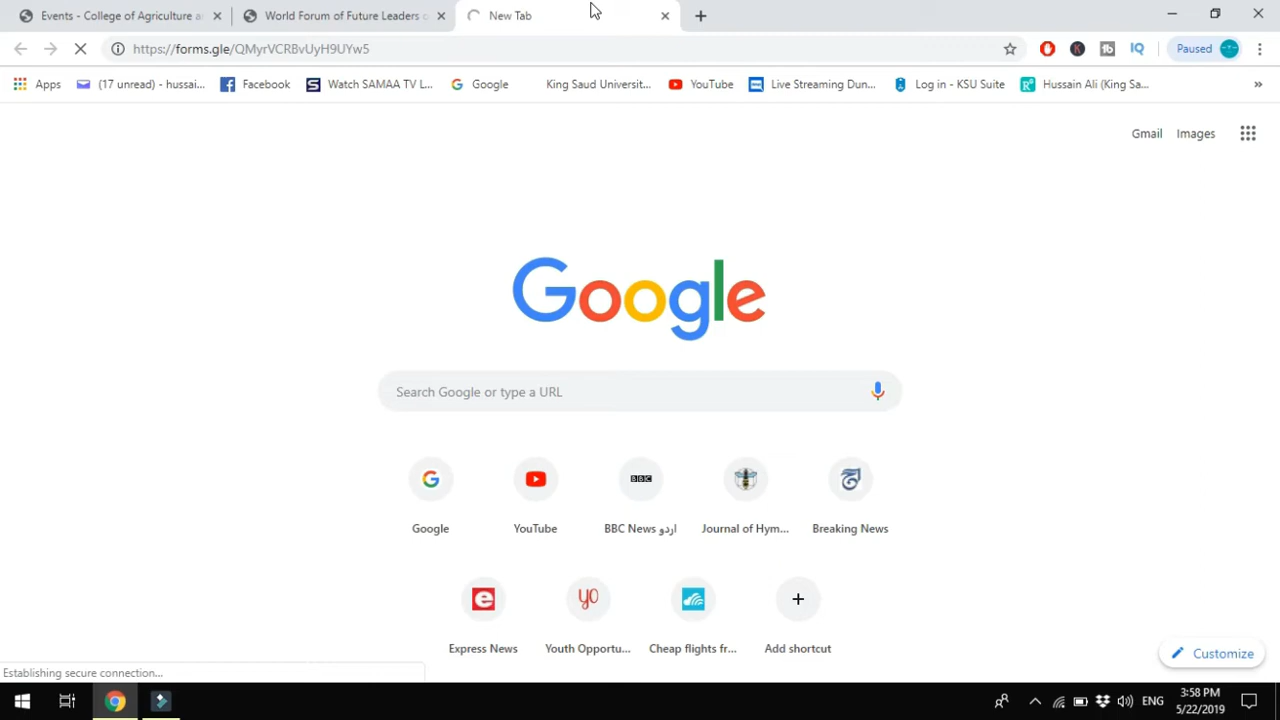 Events - College of Agriculture a
World Forum of Future Leaders o
New Tab
https://forms.gle/QMyrVCRBvUyH9UYw5
Paused
Apps
(17 unread) - hussai...
Facebook
Watch SAMAA TV L...
Google
King Saud Universit...
YouTube
Live Streaming Dun...
Log in - KSU Suite
Hussain Ali (King Sa...
Gmail
Images
Google
Search Google or type a URL
BBC
Google
YouTube
BBC News اردو
Journal of Hym...
Breaking News
yo
Express News
Youth Opportu...
Cheap flights fr...
Add shortcut
Customize
Establishing secure connection...
ENG
3:58 PM
5/22/2019